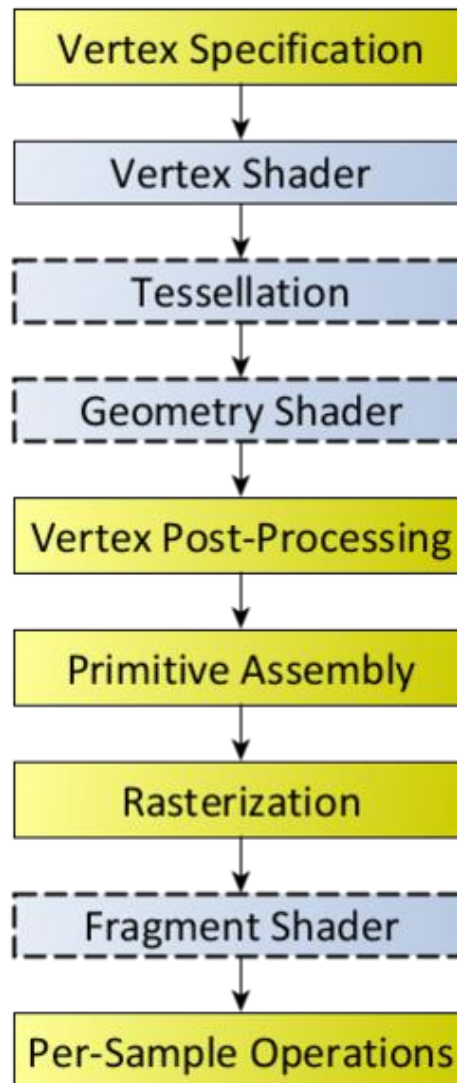 Vertex Specification
Vertex Shader
Tessellation
Geometry Shader
Vertex Post-Processing
Primitive Assembly
Rasterization
Fragment Shader
Per-Sample Operations